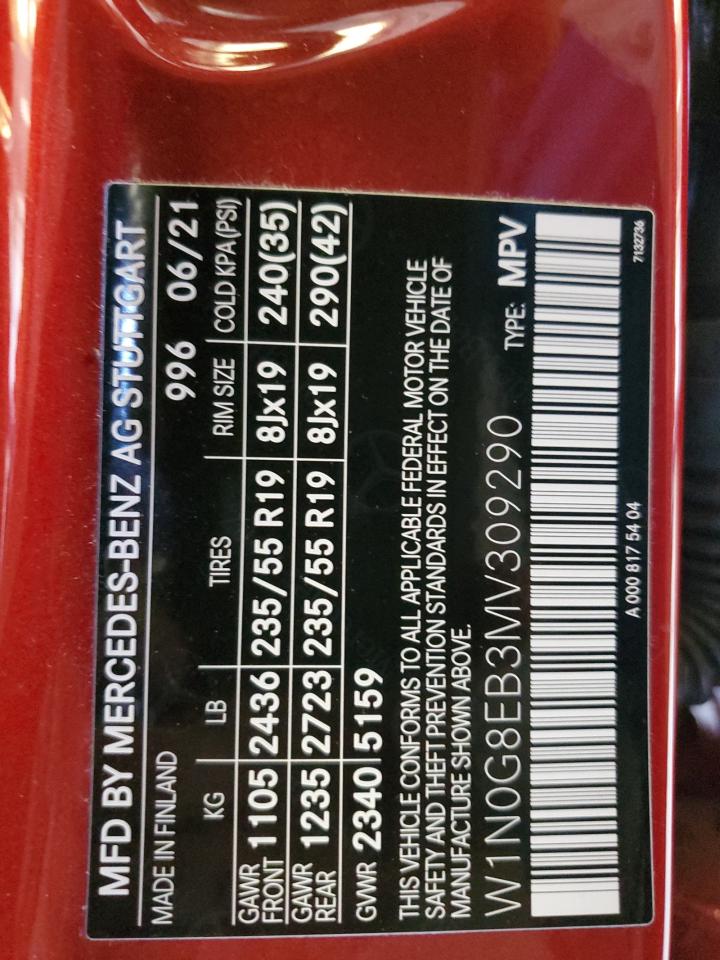 MFD BY MERCEDES-BENZ AG STUTTGART
MADE IN FINLAND 996 06/21
KG LB TIRES RIM SIZE COLD KPA(PSI)
GAWR FRONT 1105 2436 235/55 R19 8Jx19 240(35)
GAWR REAR 1235 2723 235/55 R19 8Jx19 290(42)
GVWR 2340 5159
THIS VEHICLE CONFORMS TO ALL APPLICABLE FEDERAL MOTOR VEHICLE
SAFETY AND THEFT PREVENTION STANDARDS IN EFFECT ON THE DATE OF
MANUFACTURE SHOWN ABOVE.
W1N0G8EB3MV309290 TYPE: MPV
A 000 817 54 04 7132736